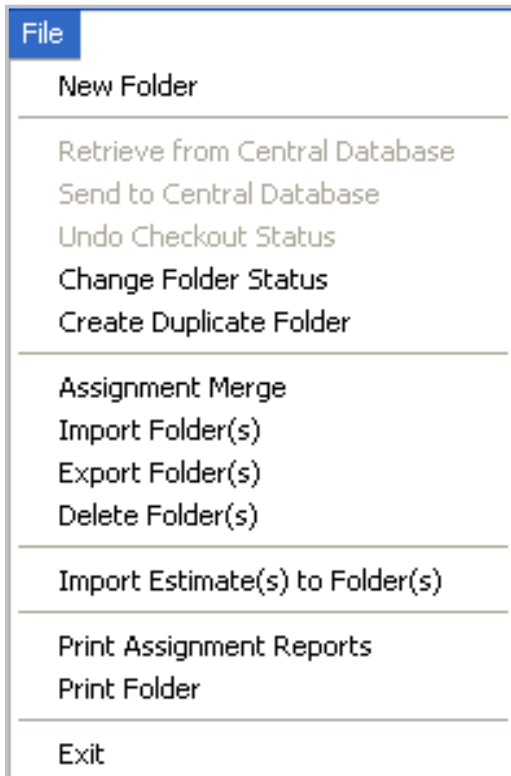 File
New Folder
Retrieve from Central Database
Send to Central Database
Undo Checkout Status
Change Folder Status
Create Duplicate Folder
Assignment Merge
Import Folder(s)
Export Folder(s)
Delete Folder(s)
Import Estimate(s) to Folder(s)
Print Assignment Reports
Print Folder
Exit